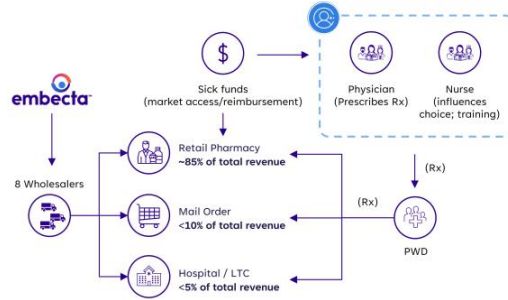 embecta
Sick funds
(market access/reimbursement)
Physician
(Prescribes Rx)
Nurse
(influences
choice; training)
8 Wholesalers
Retail Pharmacy
~85% of total revenue
Mail Order
<10% of total revenue
Hospital / LTC
<5% of total revenue
(Rx)
(Rx)
PWD